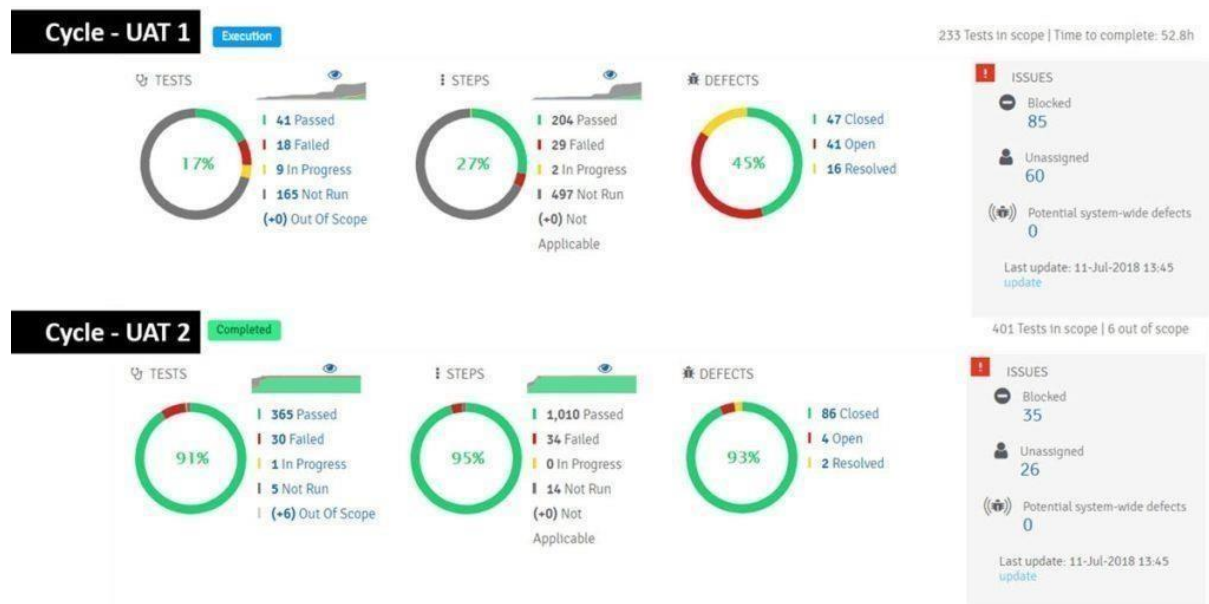 Cycle - UAT 1
Execution
233 Tests in scope | Time to complete: 52.8h
TESTS
17%
41 Passed
18 Failed
9 In Progress
165 Not Run
(+0) Out Of Scope
STEPS
27%
204 Passed
29 Failed
2 In Progress
497 Not Run
(+0) Not
Applicable
DEFECTS
45%
47 Closed
41 Open
16 Resolved
! ISSUES
Blocked
85
Unassigned
60
Potential system-wide defects
0
Last update: 11-Jul-2018 13:45
update
Cycle - UAT 2
Completed
401 Tests in scope | 6 out of scope
TESTS
91%
365 Passed
30 Failed
1 In Progress
5 Not Run
(+6) Out Of Scope
STEPS
95%
1,010 Passed
34 Failed
0 In Progress
14 Not Run
(+0) Not
Applicable
DEFECTS
93%
86 Closed
4 Open
2 Resolved
! ISSUES
Blocked
35
Unassigned
26
Potential system-wide defects
0
Last update: 11-Jul-2018 13:45
update